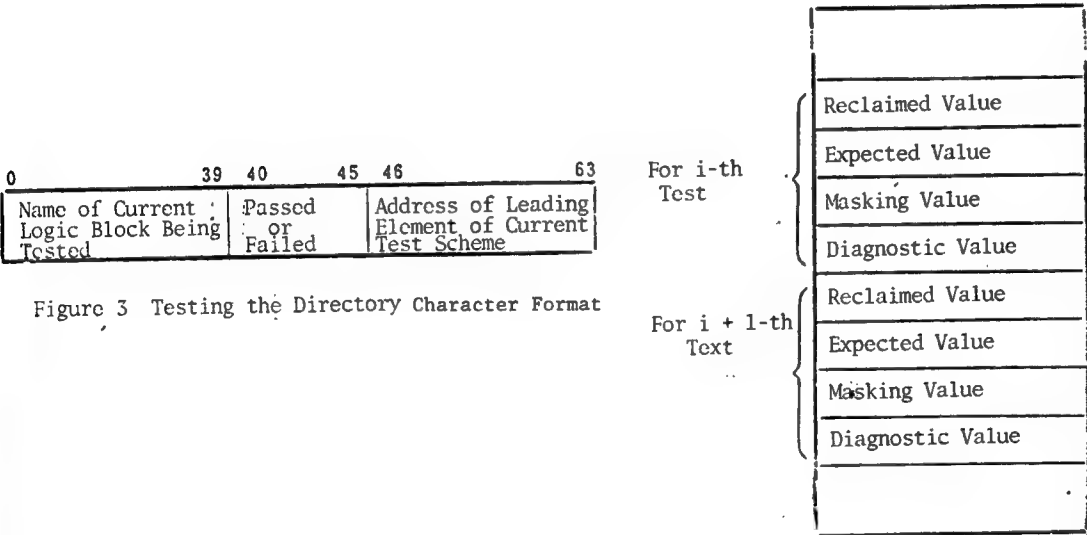 0 39 40 45 46 63
Name of Current Logic Block Being Tested
Passed or Failed
Address of Leading Element of Current Test Scheme
Figure 3 Testing the Directory Character Format
For i-th
Test
Reclaimed Value
Expected Value
Masking Value
Diagnostic Value
For i + 1-th
Text
Reclaimed Value
Expected Value
Masking Value
Diagnostic Value